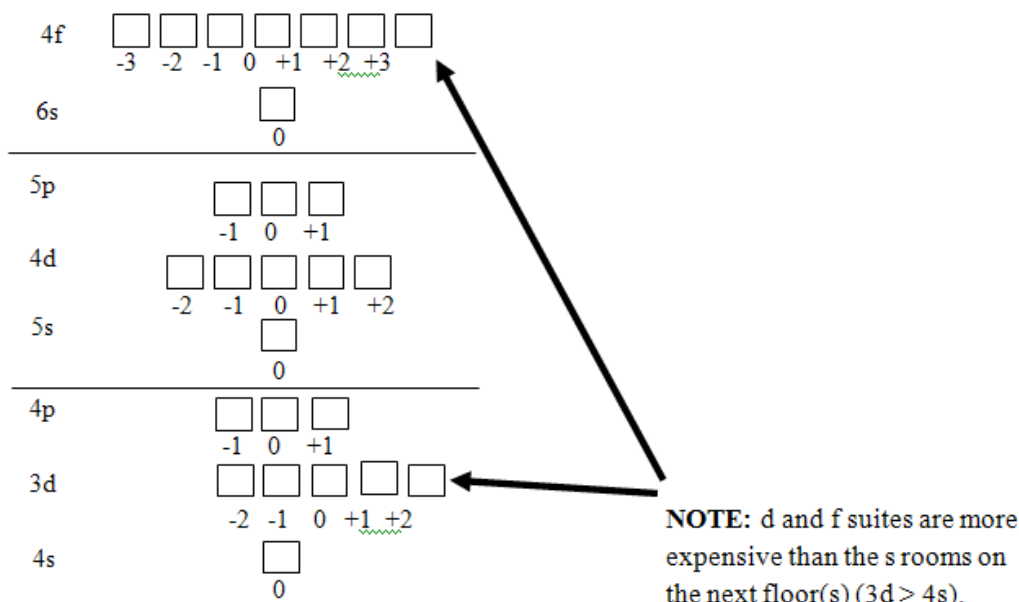 4f
-3 -2 -1 0 +1 +2 +3
6s
0
5p
-1 0 +1
4d
-2 -1 0 +1 +2
5s
0
4p
-1 0 +1
3d
-2 -1 0 +1 +2
4s
0
NOTE: d and f suites are more
expensive than the s rooms on
the next floor(s) (3d > 4s).